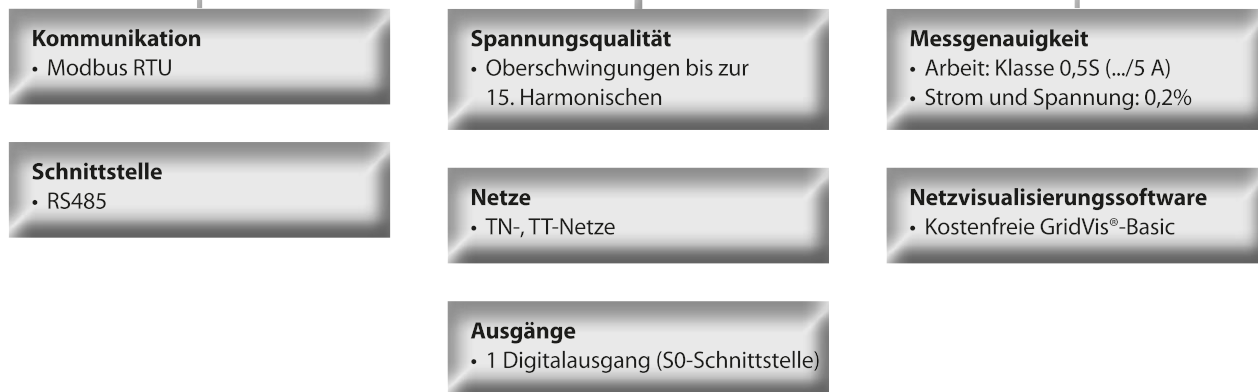 Kommunikation
• Modbus RTU
Schnittstelle
• RS485
Spannungsqualität
• Oberschwingungen bis zur
15. Harmonischen
Netze
• TN-, TT-Netze
Ausgänge
• 1 Digitalausgang (S0-Schnittstelle)
Messgenauigkeit
• Arbeit: Klasse 0,5S (.../5 A)
• Strom und Spannung: 0,2%
Netzvisualisierungssoftware
• Kostenfreie GridVis®-Basic